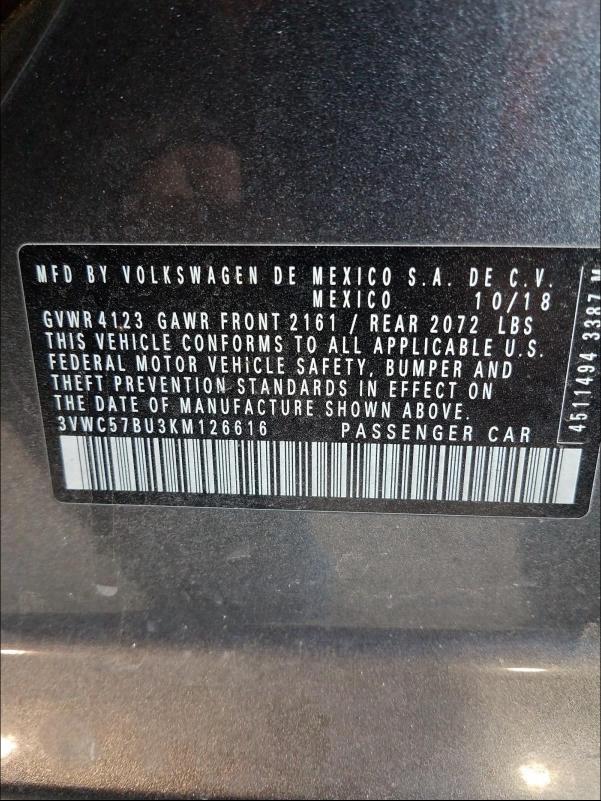 MFD BY VOLKSWAGEN DE MEXICO S.A. DE C.V.
MEXICO 10/18
GVWR 4123 GAWR FRONT 2161 / REAR 2072 LBS
THIS VEHICLE CONFORMS TO ALL APPLICABLE U.S.
FEDERAL MOTOR VEHICLE SAFETY, BUMPER AND
THEFT PREVENTION STANDARDS IN EFFECT ON
THE DATE OF MANUFACTURE SHOWN ABOVE.
3VWC57BU3KM126616 PASSENGER CAR
4511494 3387 M